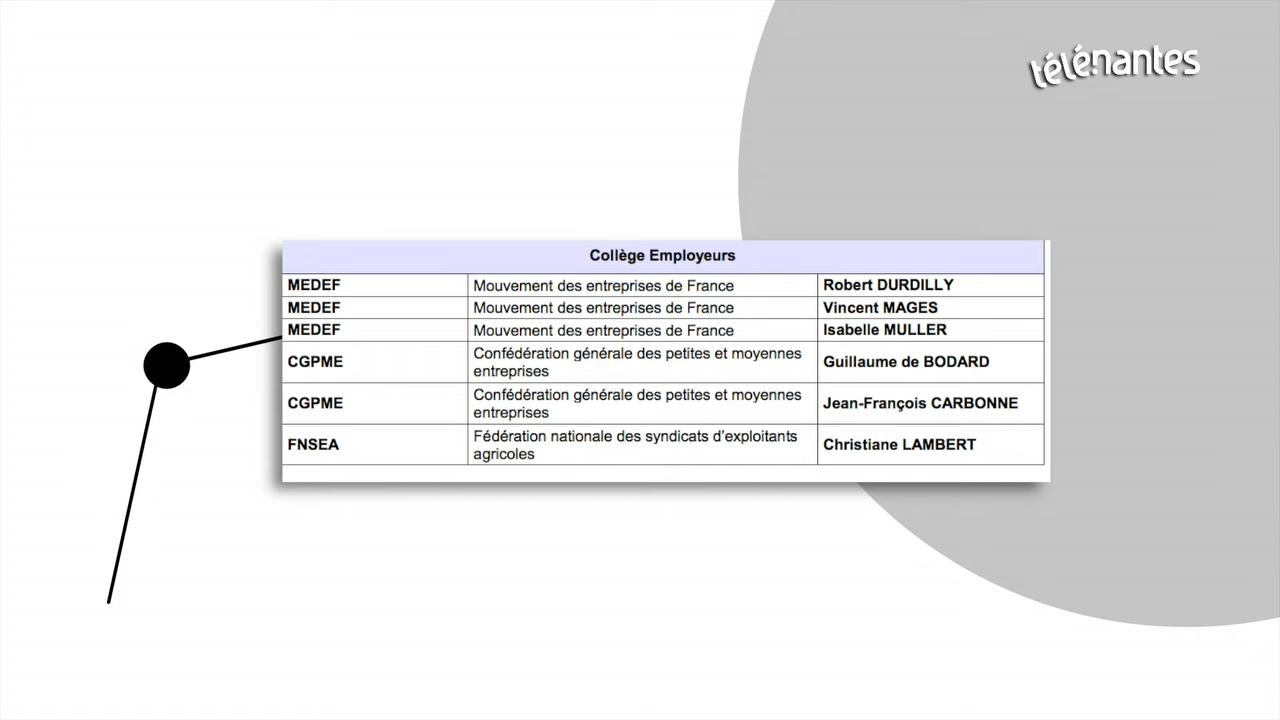 télénantes
Collège Employeurs
MEDEF Mouvement des entreprises de France Robert DURDILLY
MEDEF Mouvement des entreprises de France Vincent MAGES
MEDEF Mouvement des entreprises de France Isabelle MULLER
CGPME Confédération générale des petites et moyennes entreprises Guillaume de BODARD
CGPME Confédération générale des petites et moyennes entreprises Jean-François CARBONNE
FNSEA Fédération nationale des syndicats d'exploitants agricoles Christiane LAMBERT